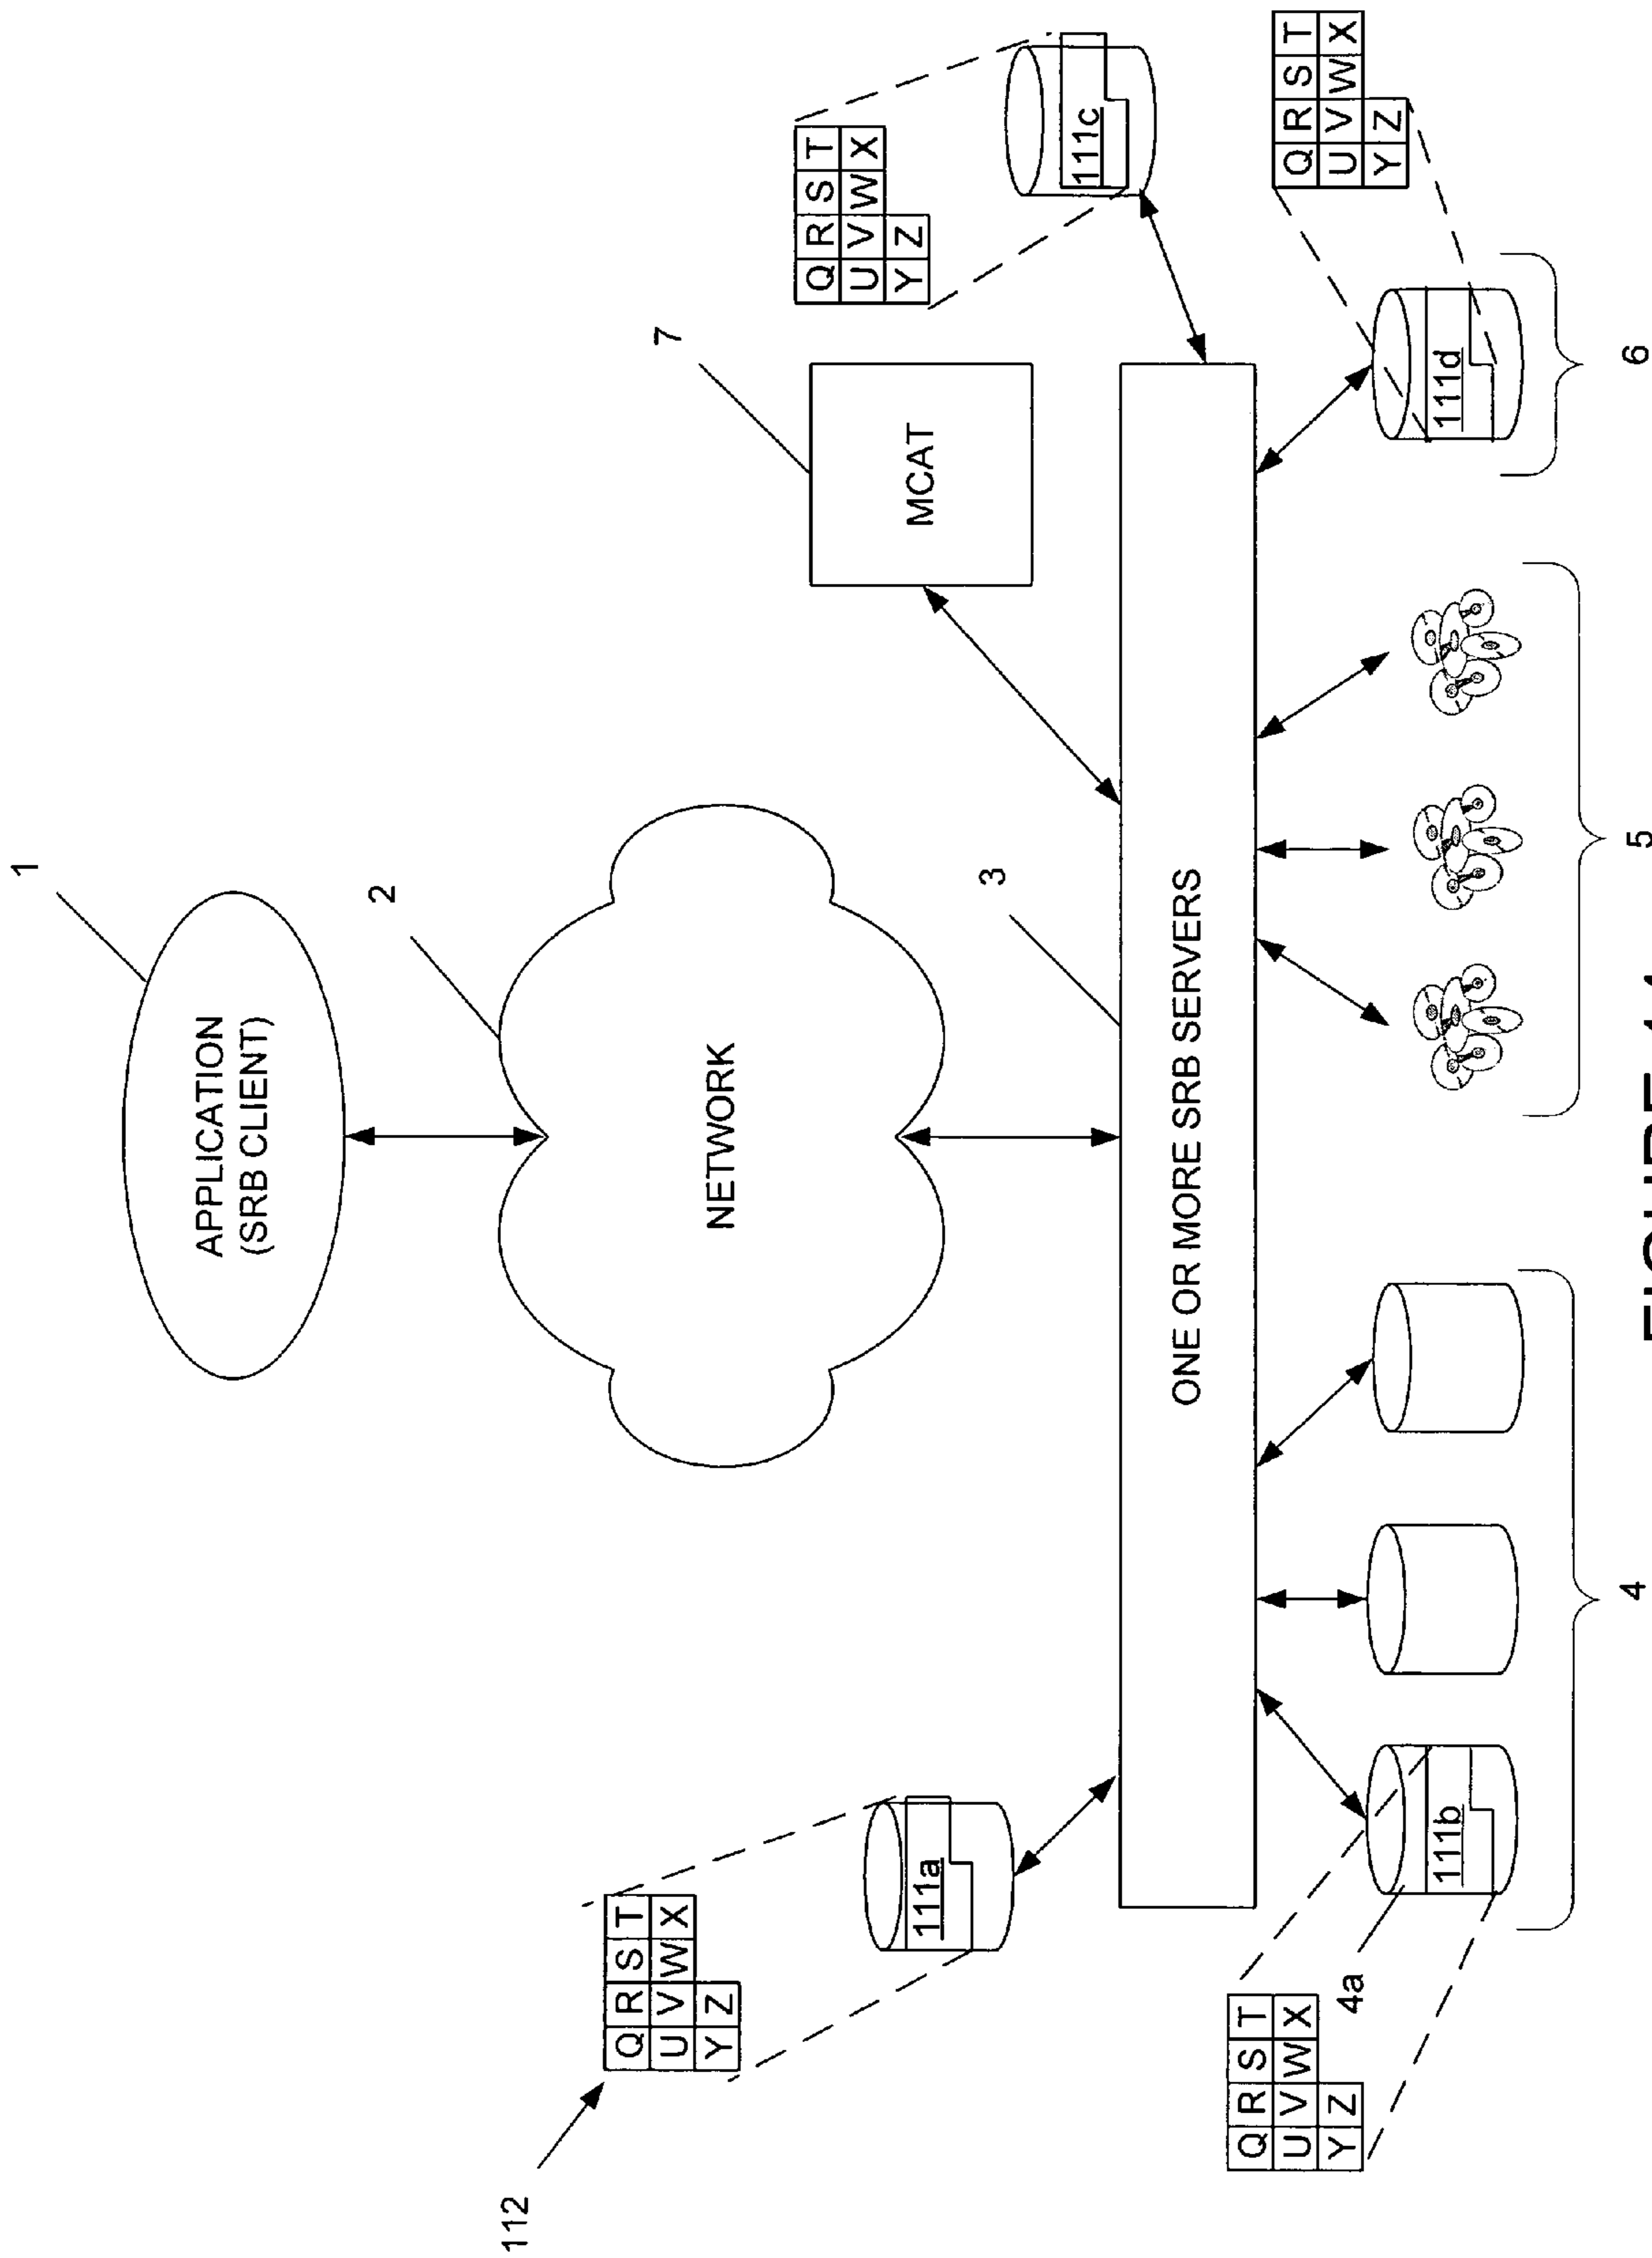 1
APPLICATION
(SRB CLIENT)
2
NETWORK
112
Q R S T
U V W X
Y Z
111a
7
MCAT
Q R S T
U V W X
Y Z
111c
3
ONE OR MORE SRB SERVERS
Q R S T
U V W X
Y Z
4a
111b
111d
Q R S T
U V W X
Y Z
4
5
6